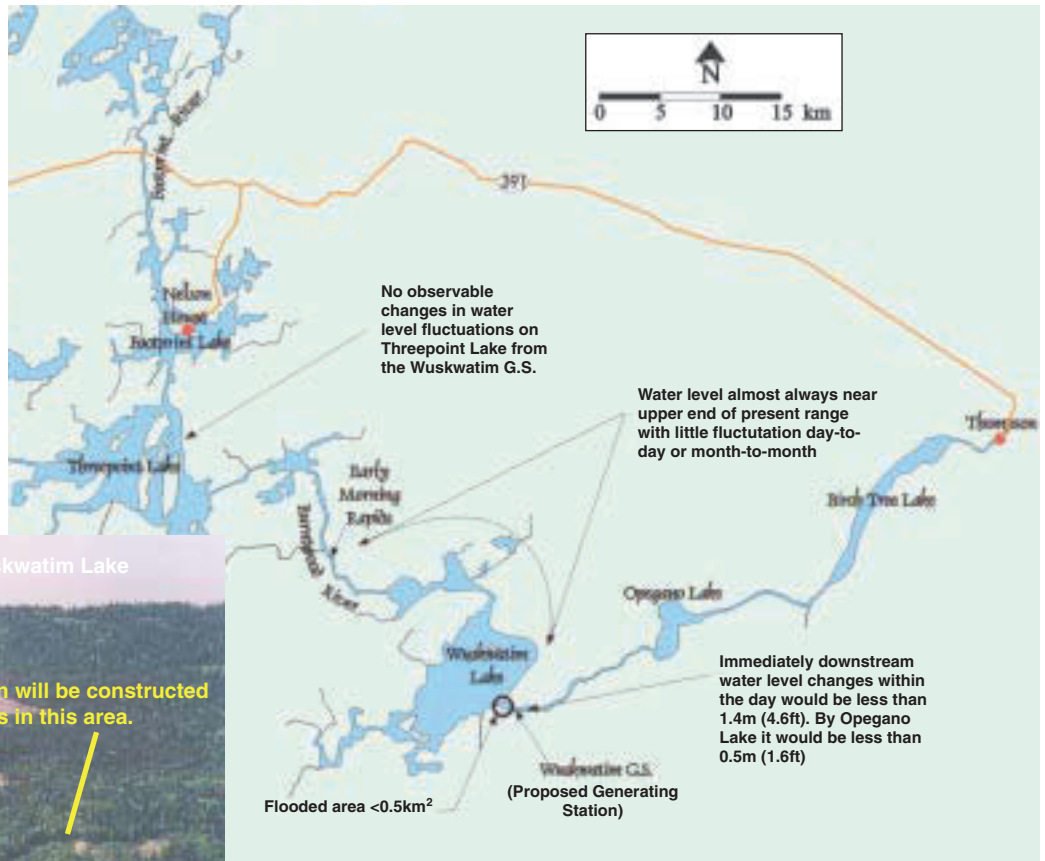 N
0 5 10 15 km
Footprint River
391
Nelson
House
Footprint Lake
No observable
changes in water
level fluctuations on
Threepoint Lake from
the Wuskwatim G.S.
Water level almost always near
upper end of present range
with little fluctutation day-to-
day or month-to-month
Thompson
Threepoint Lake
Early
Morning
Rapids
Birch Tree Lake
Burntwood River
skwatim Lake
Opegano Lake
Wuskwatim
Lake
n will be constructed
s in this area.
Immediately downstream
water level changes within
the day would be less than
1.4m (4.6ft). By Opegano
Lake it would be less than
0.5m (1.6ft)
Wuskwatim G.S.
(Proposed Generating
Station)
Flooded area <0.5km²